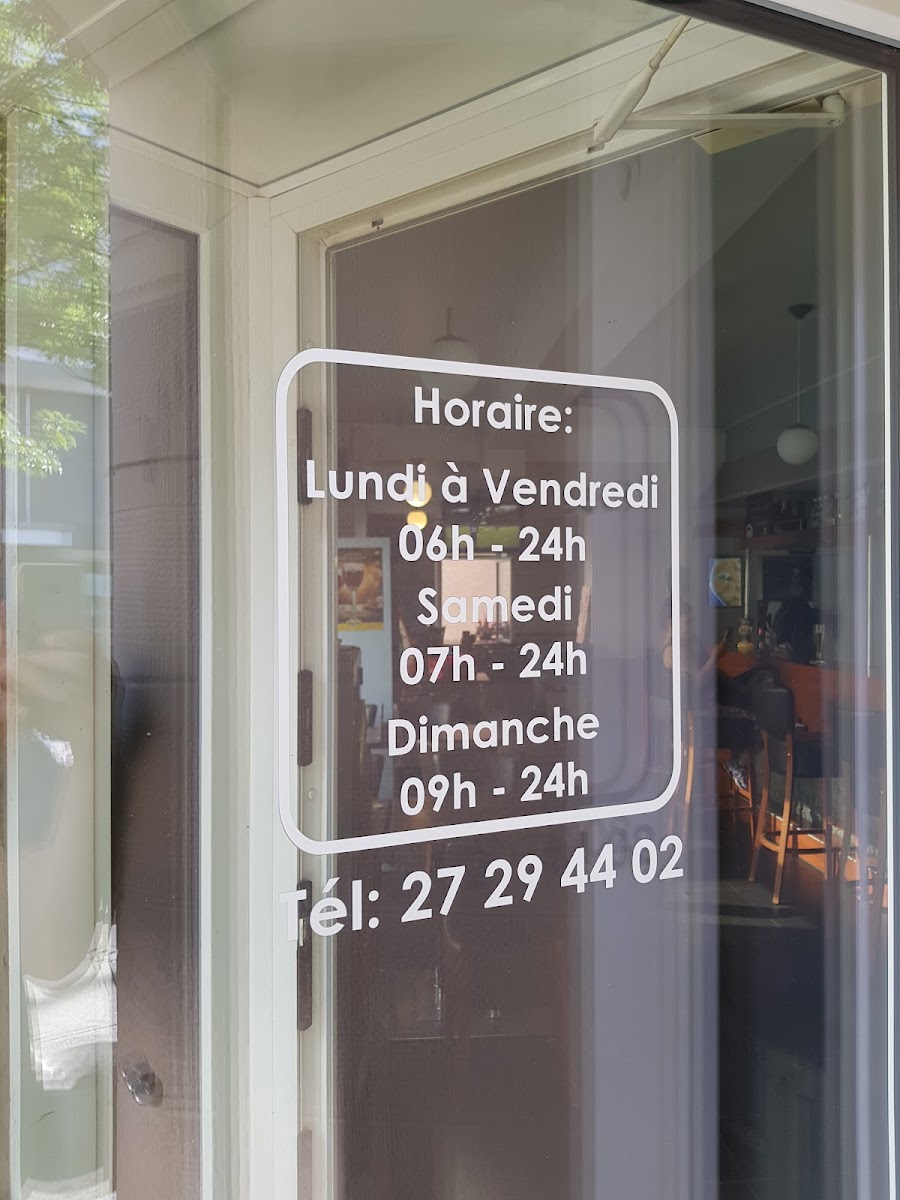 Horaire:
Lundi à Vendredi
06h - 24h
Samedi
07h - 24h
Dimanche
09h - 24h
Tél: 27 29 44 02